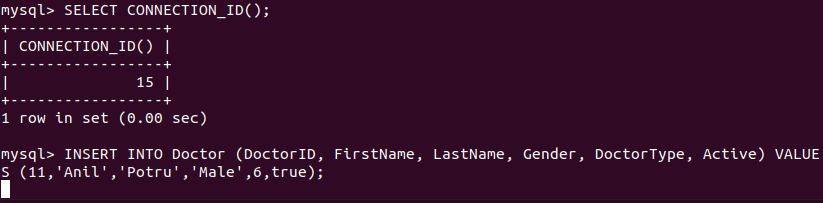 mysql> SELECT CONNECTION_ID();
+-----------------+
| CONNECTION_ID() |
+-----------------+
|              15 |
+-----------------+
1 row in set (0.00 sec)
mysql> INSERT INTO Doctor (DoctorID, FirstName, LastName, Gender, DoctorType, Active) VALUE
S (11,'Anil','Potru','Male',6,true);